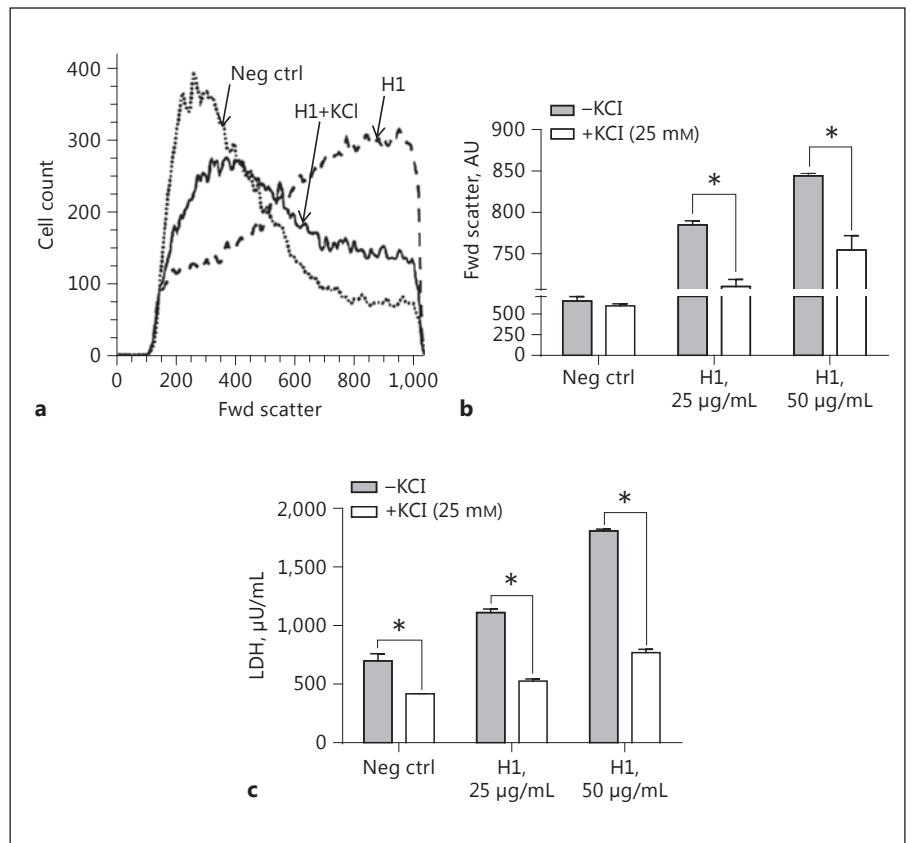 400
300
200
100
0
Cell count
Neg ctrl
H1+KCl
H1
0 200 400 600 800 1,000
Fwd scatter
a
–KCl
+KCl (25 mM)
900
850
800
750
500
250
0
Fwd scatter, AU
*
*
Neg ctrl
H1,
25 µg/mL
H1,
50 µg/mL
b
–KCl
+KCl (25 mM)
2,000
1,500
1,000
500
0
LDH, µU/mL
*
*
*
Neg ctrl
H1,
25 µg/mL
H1,
50 µg/mL
c